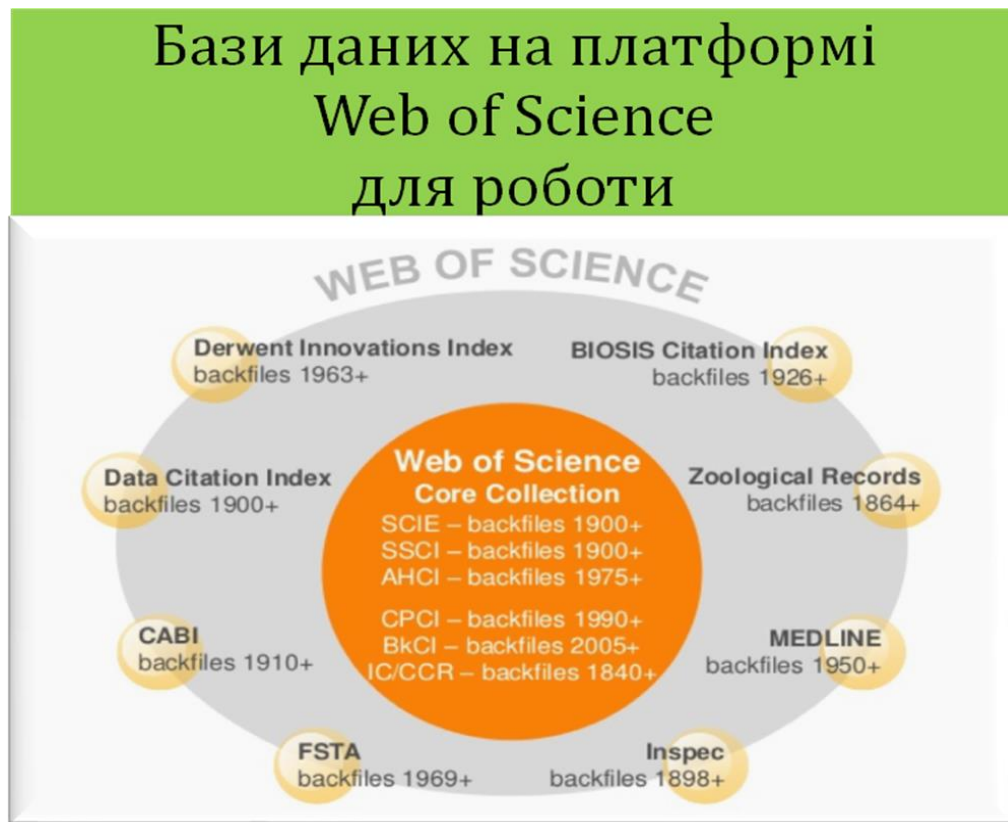 Бази даних на платформі
Web of Science
для роботи
WEB OF SCIENCE
Derwent Innovations Index
backfiles 1963+
BIOSIS Citation Index
backfiles 1926+
Data Citation Index
backfiles 1900+
Web of Science
Core Collection
SCIE – backfiles 1900+
SSCI – backfiles 1900+
AHCI – backfiles 1975+
CPCI – backfiles 1990+
BkCI – backfiles 2005+
IC/CCR – backfiles 1840+
Zoological Records
backfiles 1864+
CABI
backfiles 1910+
MEDLINE
backfiles 1950+
FSTA
backfiles 1969+
Inspec
backfiles 1898+